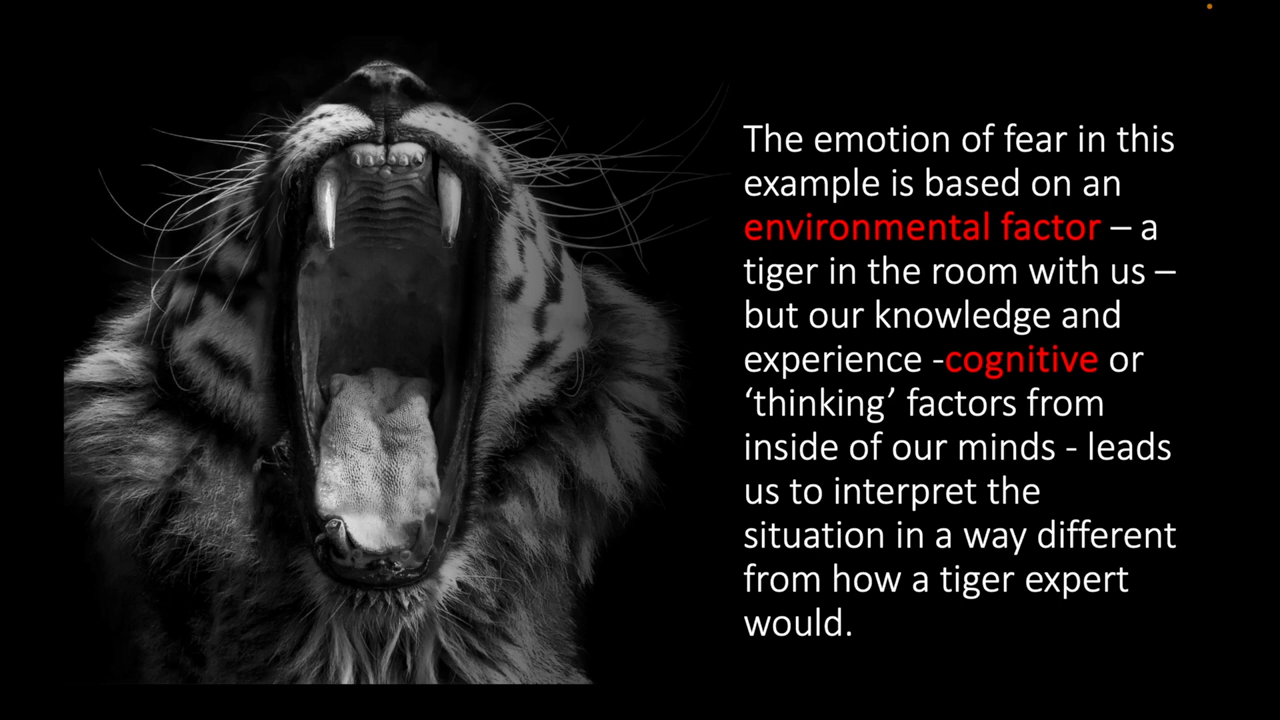 The emotion of fear in this
example is based on an
environmental factor – a
tiger in the room with us –
but our knowledge and
experience -cognitive or
‘thinking’ factors from
inside of our minds - leads
us to interpret the
situation in a way different
from how a tiger expert
would.